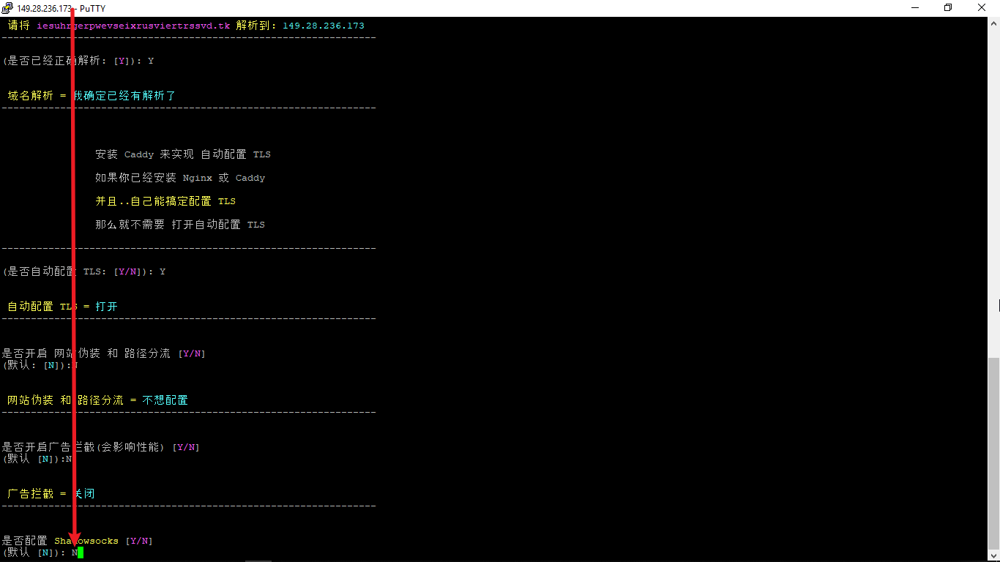 149.28.236.173 - PuTTY
请将 iesuhrgerpwevseixrusviertrssvd.tk 解析到: 149.28.236.173
----------------------------------------------------------------
(是否已经正确解析: [Y]): Y
域名解析 = 我确定已经有解析了
----------------------------------------------------------------
安装 Caddy 来实现 自动配置 TLS
如果你已经安装 Nginx 或 Caddy
并且..自己能搞定配置 TLS
那么就不需要 打开自动配置 TLS
----------------------------------------------------------------
(是否自动配置 TLS: [Y/N]): Y
自动配置 TLS = 打开
----------------------------------------------------------------
是否开启 网站伪装 和 路径分流 [Y/N]
(默认: [N]):N
网站伪装 和 路径分流 = 不想配置
----------------------------------------------------------------
是否开启广告拦截(会影响性能) [Y/N]
(默认 [N]):N
广告拦截 = 关闭
----------------------------------------------------------------
是否配置 Shadowsocks [Y/N]
(默认 [N]): N